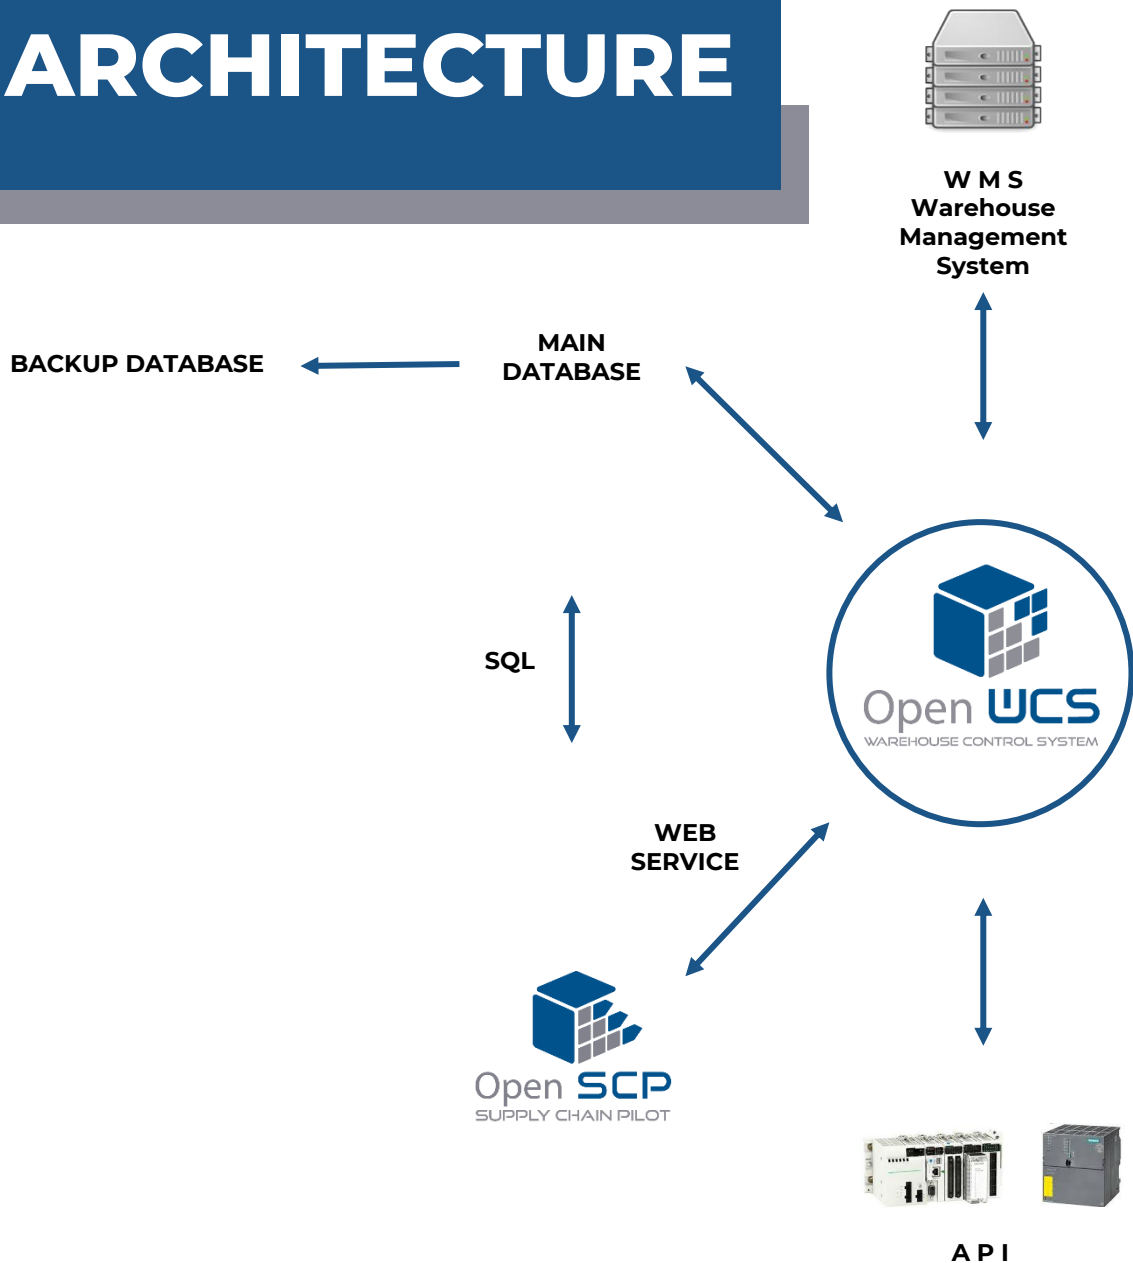 ARCHITECTURE
W M S
Warehouse
Management
System
BACKUP DATABASE
MAIN
DATABASE
SQL
Open WCS
WAREHOUSE CONTROL SYSTEM
WEB
SERVICE
Open SCP
SUPPLY CHAIN PILOT
A P I